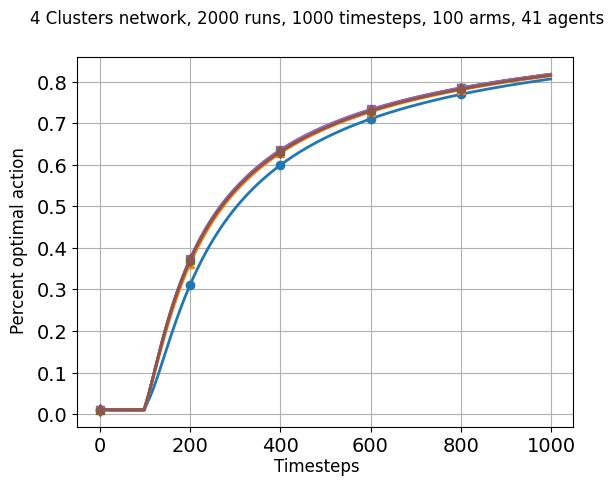 4 Clusters network, 2000 runs, 1000 timesteps, 100 arms, 41 agents
0.8
0.7
0.6
0.5
0.4
0.3
0.2
0.1
0.0
Percent optimal action
0 200 400 600 800 1000
Timesteps